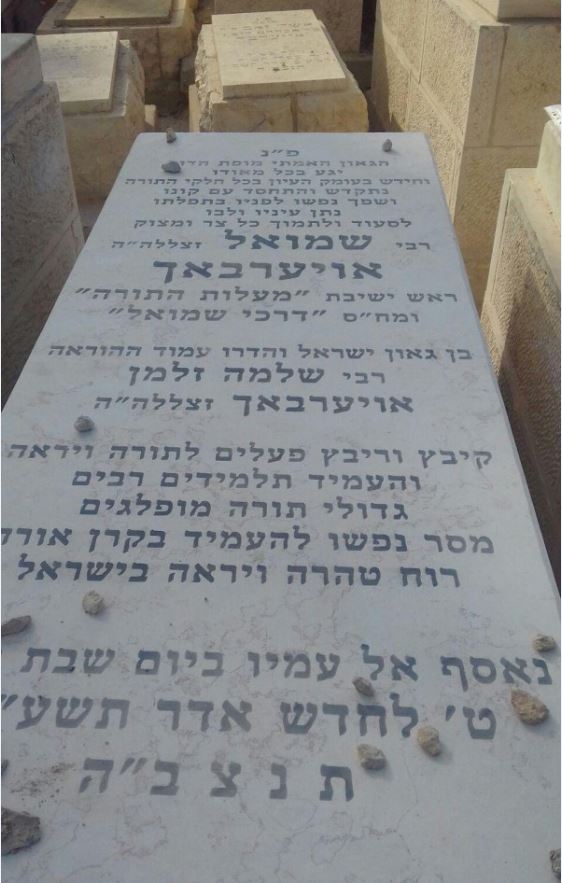 פ״נ
הגאון האמתי מופת הדור
יגע בכל מאודו
וחידש בעומק העיון בכל חלקי התורה
נתקדש והתחסד עם קונו
ושפך נפשו לפניו בתפלתו
נתן עיניו ולבו
לסעוד ולתמוך כל צר ומצוק
רבי שמואל זצללה״ה
אויערבאך
ראש ישיבת ״מעלות התורה״
ומח״ס ״דרכי שמואל״
בן גאון ישראל והדרו עמוד ההוראה
רבי שלמה זלמן
אויערבאך זצללה״ה
קיבץ וריבץ פעלים לתורה ויראה
והעמיד תלמידים רבים
גדולי תורה מופלגים
מסר נפשו להעמיד בקרן אורה
רוח טהרה ויראה בישראל
נאסף אל עמיו ביום שבת
ט׳ לחדש אדר תשע״
ת נ צ ב״ה